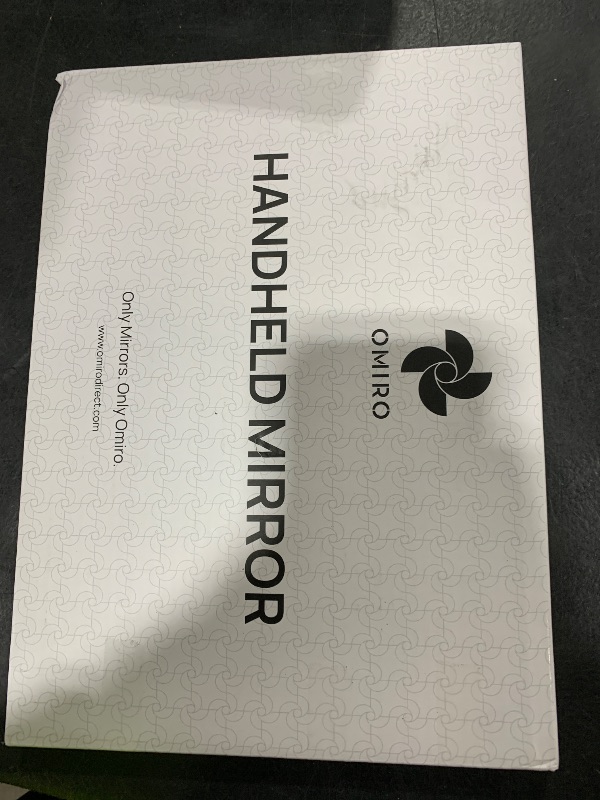 OMIRO
HANDHELD MIRROR
Only Mirrors. Only Omiro.
www.omirodirect.com